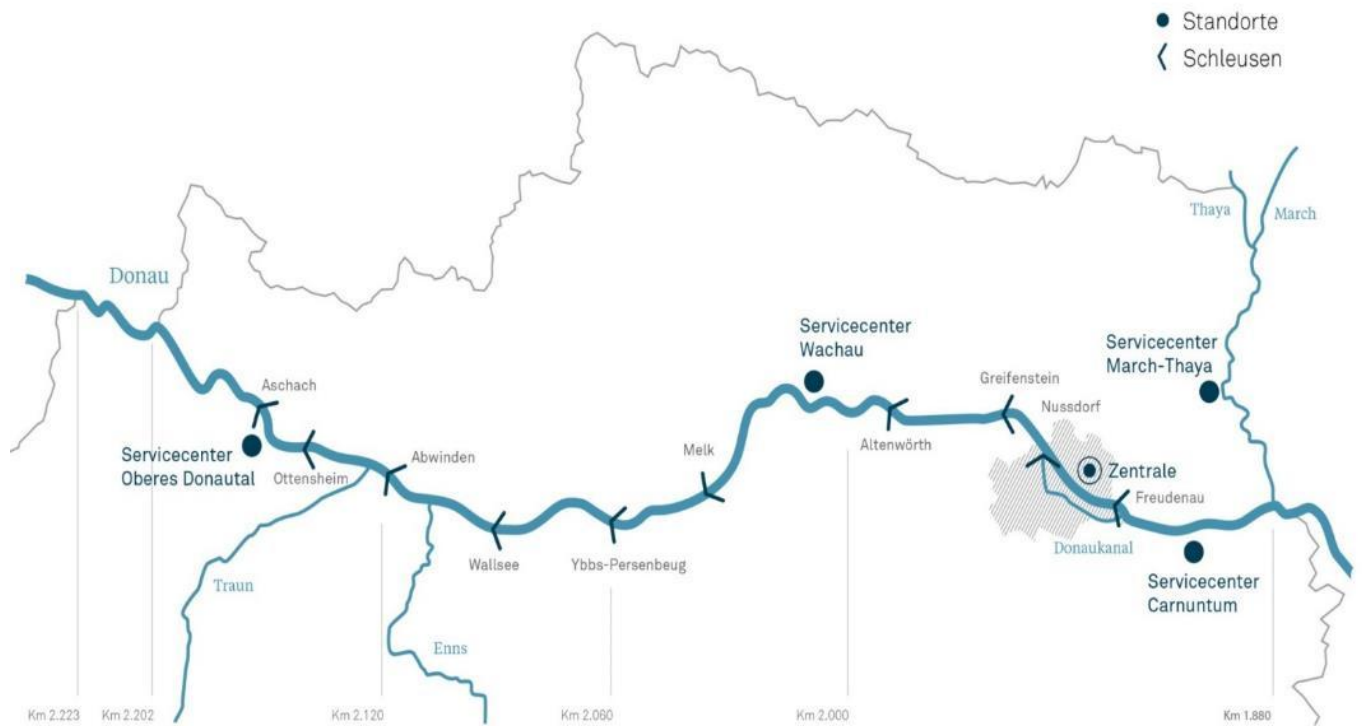 Standorte
Schleusen
Thaya
March
Donau
Servicecenter
Wachau
Servicecenter
March-Thaya
Aschach
Greifenstein
Nussdorf
Servicecenter
Oberes Donautal
Ottensheim
Abwinden
Melk
Altenwörth
Zentrale
Freudenau
Wallsee
Ybbs-Persenbeug
Donaukanal
Servicecenter
Carnuntum
Traun
Enns
Km 2.223
Km 2.202
Km 2.120
Km 2.060
Km 2.000
Km 1.880